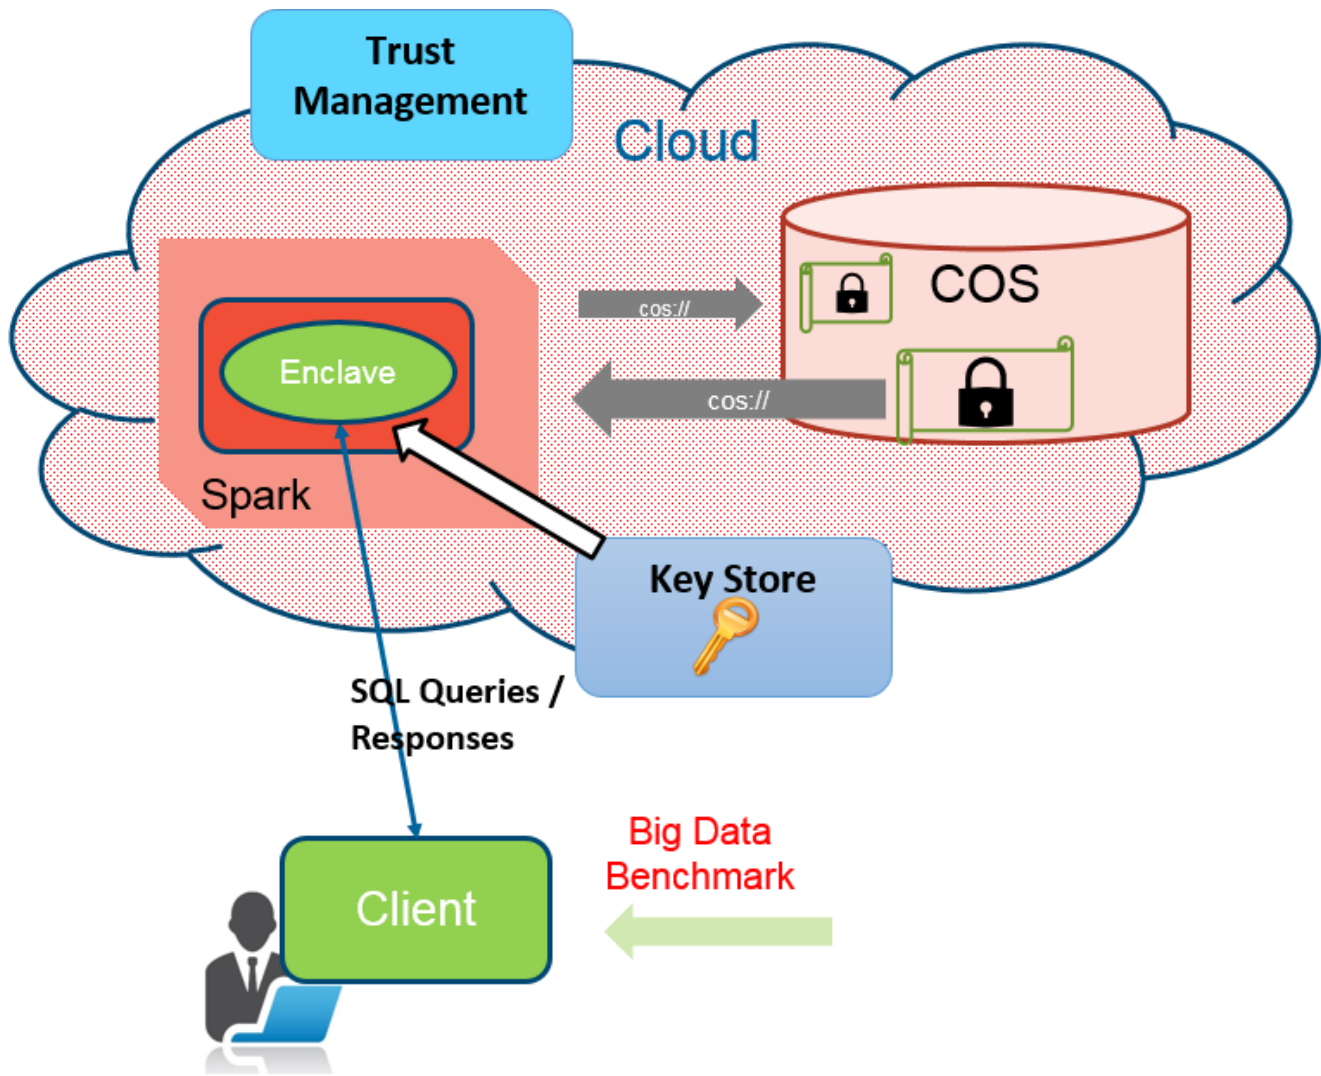 Trust
Management
Cloud
COS
cos://
Enclave
cos://
Spark
Key Store
SQL Queries /
Responses
Big Data
Benchmark
Client